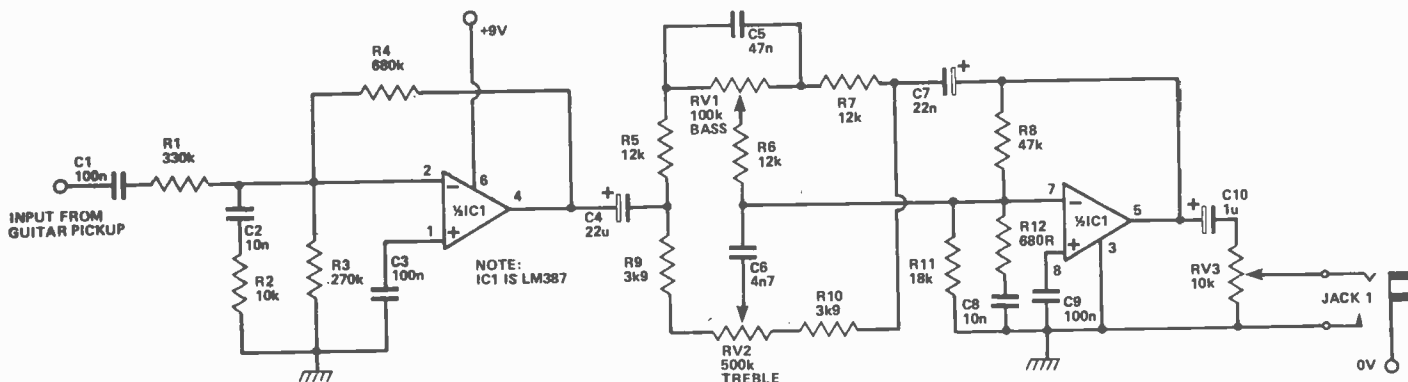 +9V
R4
680k
C5
47n
RV1
100k
BASS
R7
12k
C7
22n
+
R8
47k
R1
330k
C1
100n
R5
12k
R6
12k
INPUT FROM
GUITAR PICKUP
2
6
4
1
−
+
½IC1
+
C4
22u
C2
10n
R2
10k
R3
.270k
C3
100n
NOTE:
IC1 IS LM387
R9
3k9
C6
4n7
RV2
500k
TREBLE
R10
3k9
R11
18k
R12
680R
C8
10n
7
−
+
½IC1
5
3
8
C9
100n
+
C10
1u
RV3
10k
JACK 1
0V